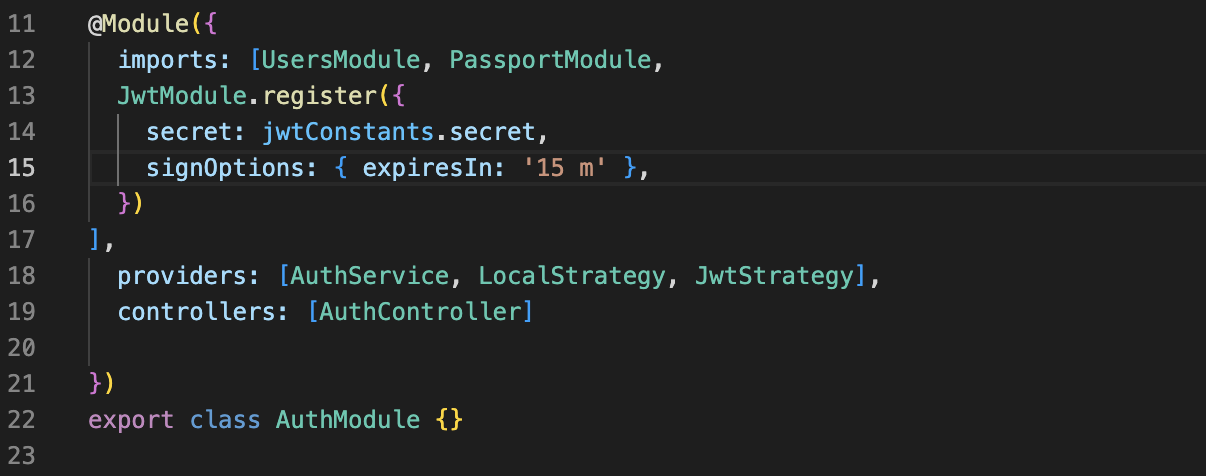 11 @Module({
12   imports: [UsersModule, PassportModule,
13   JwtModule.register({
14     secret: jwtConstants.secret,
15     signOptions: { expiresIn: '15 m' },
16   })
17 ],
18   providers: [AuthService, LocalStrategy, JwtStrategy],
19   controllers: [AuthController]
20
21 })
22 export class AuthModule {}
23